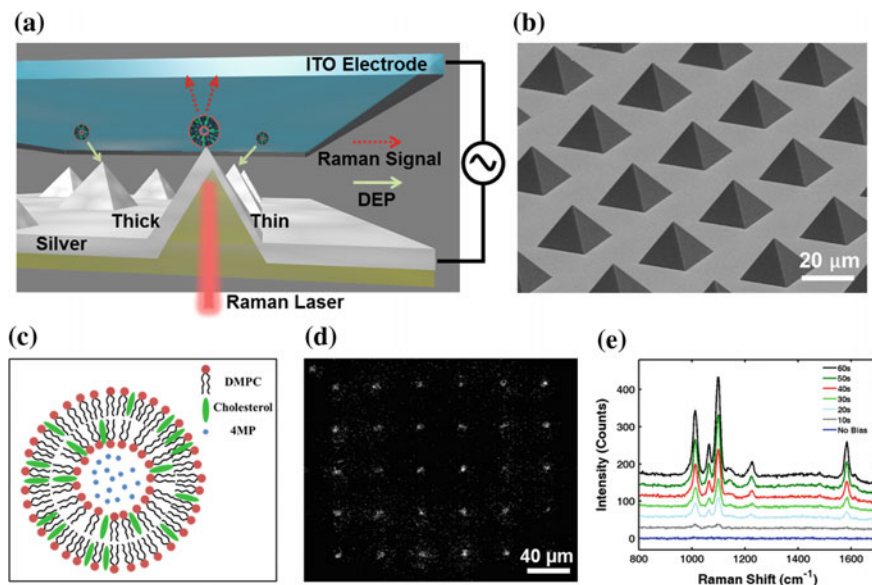 (a)
ITO Electrode
Raman Signal
DEP
Thick
Thin
Silver
Raman Laser
(b)
20 μm
(c)
DMPC
Cholesterol
4MP
(d)
40 μm
(e)
Intensity (Counts)
400
300
200
100
0
60s
50s
40s
30s
20s
10s
No Bias
800
1000
1200
1400
1600
Raman Shift (cm⁻¹)